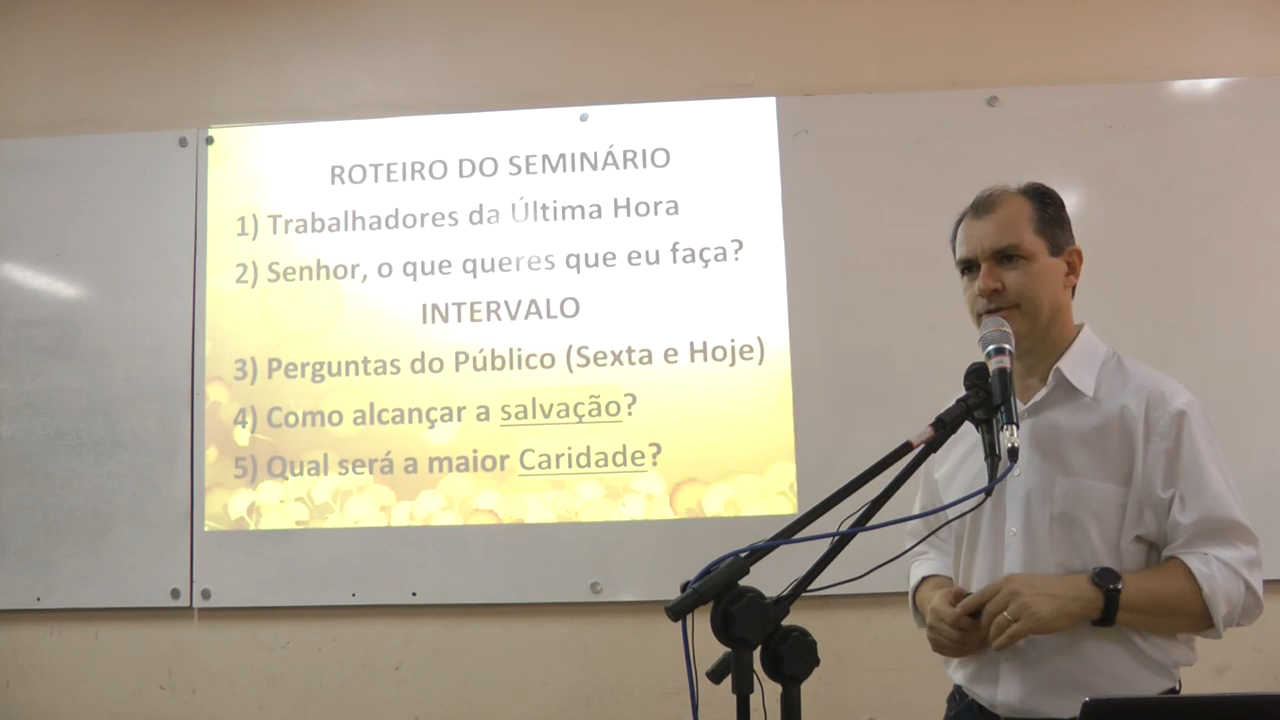 ROTEIRO DO SEMINÁRIO
1) Trabalhadores da Última Hora
2) Senhor, o que queres que eu faça?
INTERVALO
3) Perguntas do Público (Sexta e Hoje)
4) Como alcançar a salvação?
5) Qual será a maior Caridade?